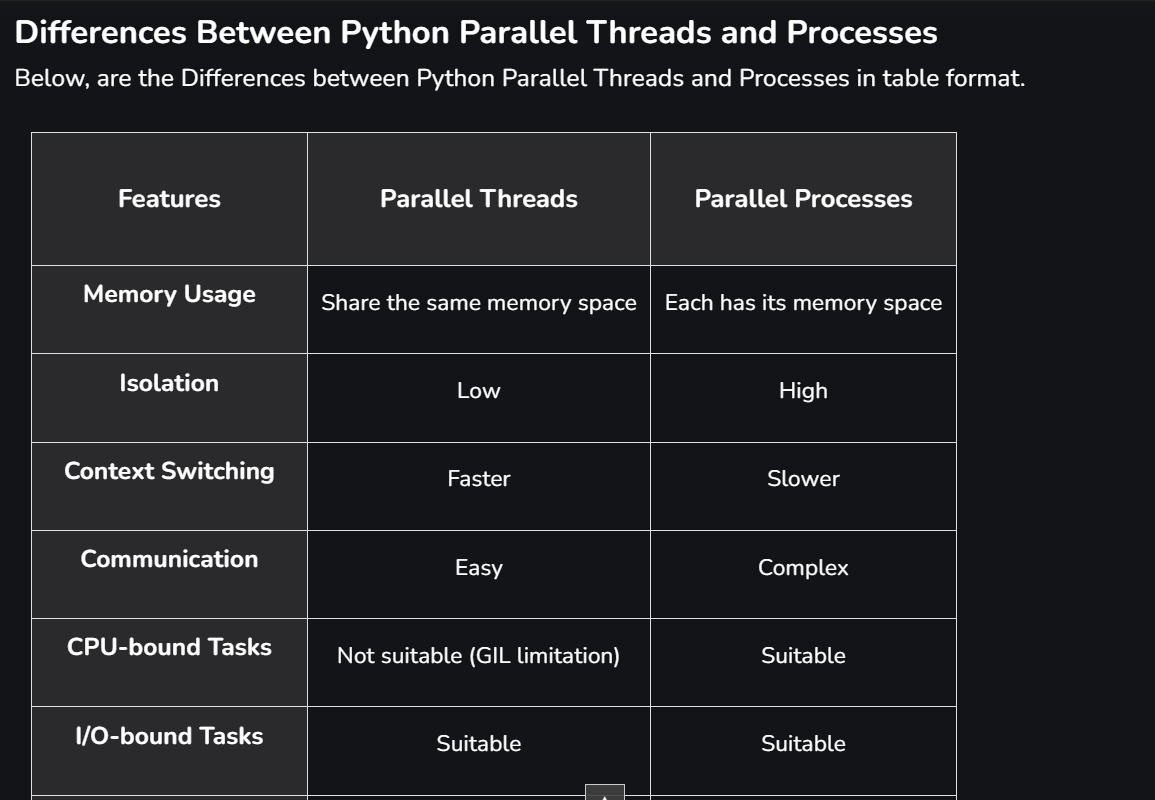 Differences Between Python Parallel Threads and Processes
Below, are the Differences between Python Parallel Threads and Processes in table format.
Features Parallel Threads Parallel Processes
Memory Usage Share the same memory space Each has its memory space
Isolation Low High
Context Switching Faster Slower
Communication Easy Complex
CPU-bound Tasks Not suitable (GIL limitation) Suitable
I/O-bound Tasks Suitable Suitable